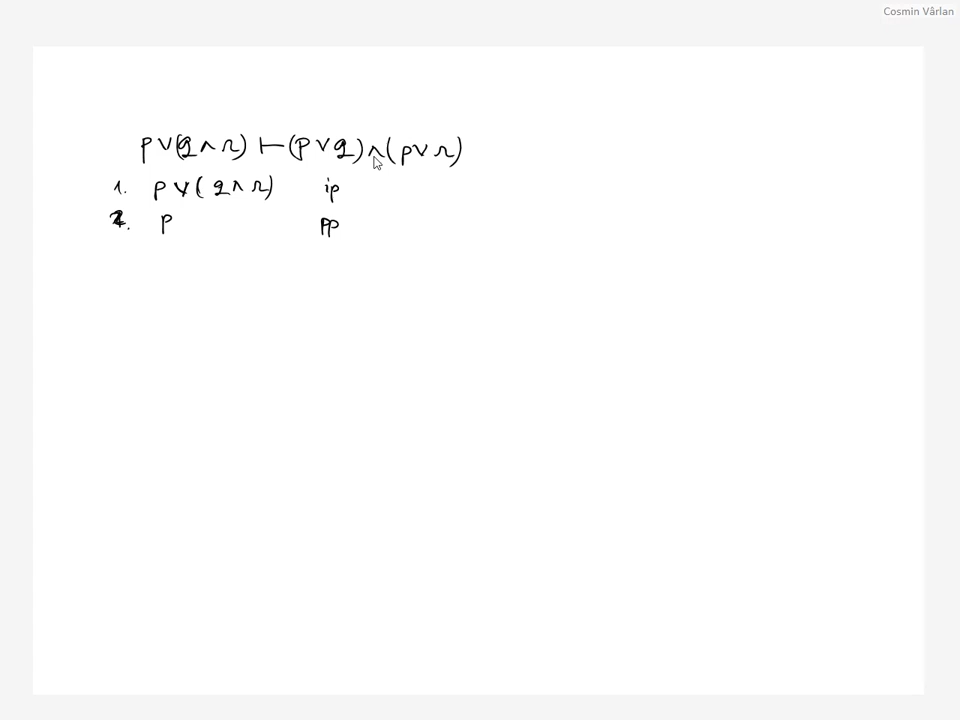 Cosmin Vârlan
p∨(q∧r) ⊢ (p∨q)∧(p∨r)
1. p∨(q∧r) ip
2. p pp